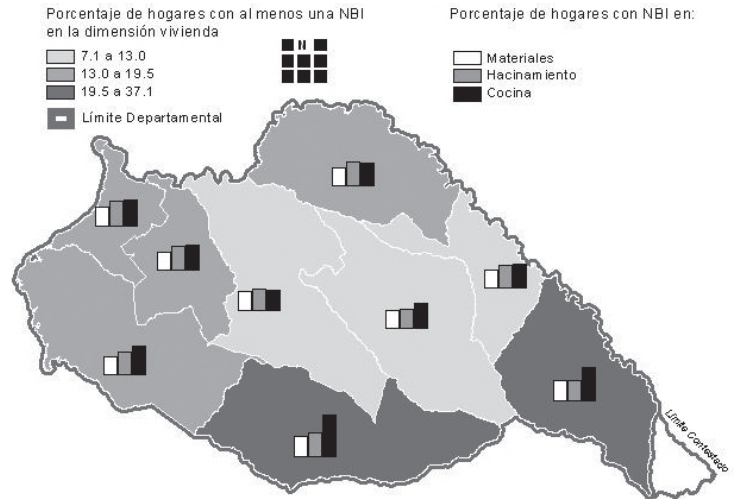 Porcentaje de hogares con al menos una NBI
en la dimensión vivienda
7.1 a 13.0
13.0 a 19.5
19.5 a 37.1
Límite Departamental
N
Porcentaje de hogares con NBI en:
Materiales
Hacinamiento
Cocina
Límite Contestado